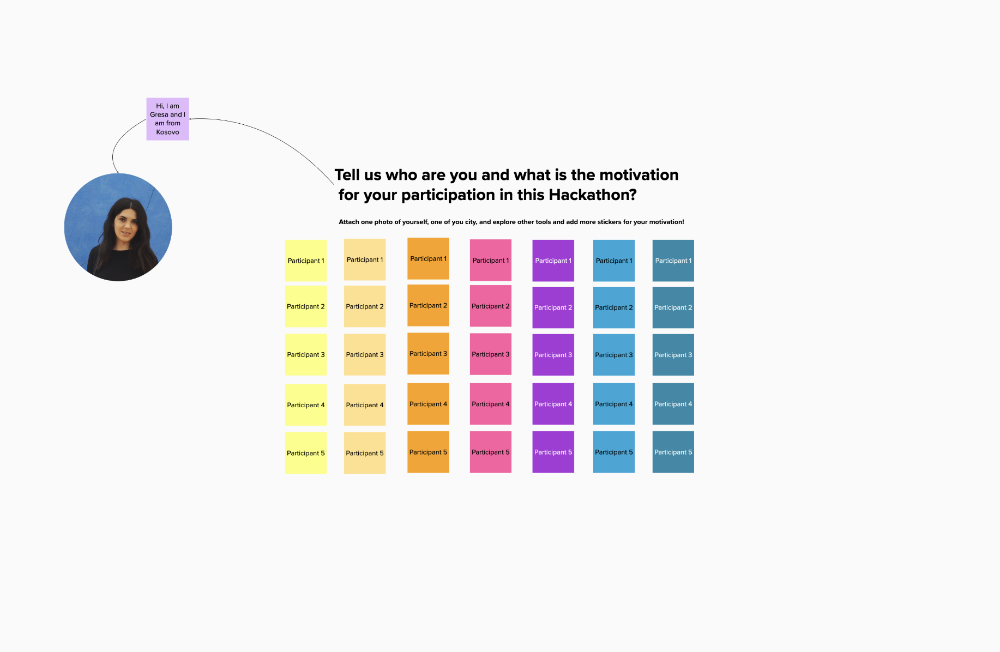 Hi, I am
Gresa and I
am from
Kosovo
Tell us who are you and what is the motivation
for your participation in this Hackathon?
Attach one photo of yourself, one of you city, and explore other tools and add more stickers for your motivation!
Participant 1 Participant 1 Participant 1 Participant 1 Participant 1 Participant 1 Participant 1
Participant 2 Participant 2 Participant 2 Participant 2 Participant 2 Participant 2 Participant 2
Participant 3 Participant 3 Participant 3 Participant 3 Participant 3 Participant 3 Participant 3
Participant 4 Participant 4 Participant 4 Participant 4 Participant 4 Participant 4 Participant 4
Participant 5 Participant 5 Participant 5 Participant 5 Participant 5 Participant 5 Participant 5